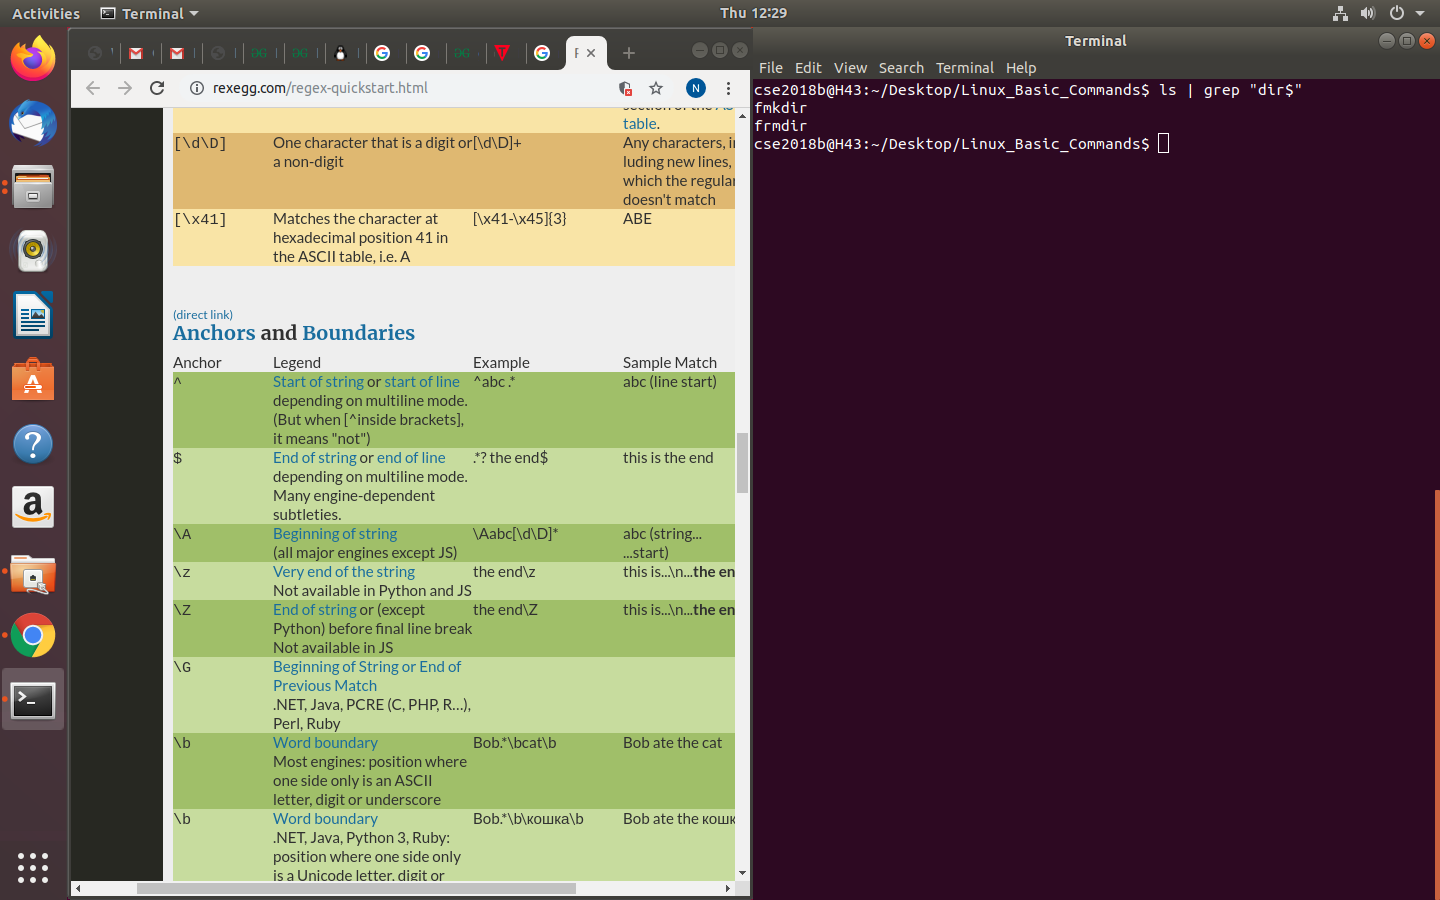 Activities Terminal Thu 12:29
rexegg.com/regex-quickstart.html N
table.
[\d\D] One character that is a digit or [\d\D]+ Any characters, in
a non-digit luding new lines,
which the regular
doesn't match
[\x41] Matches the character at [\x41-\x45]{3} ABE
hexadecimal position 41 in
the ASCII table, i.e. A
(direct link)
Anchors and Boundaries
Anchor Legend Example Sample Match
^ Start of string or start of line ^abc .* abc (line start)
depending on multiline mode.
(But when [^inside brackets],
it means "not")
$ End of string or end of line .*? the end$ this is the end
depending on multiline mode.
Many engine-dependent
subtleties.
\A Beginning of string \Aabc[\d\D]* abc (string...
(all major engines except JS) ...start)
\z Very end of the string the end\z this is...\n...the en
Not available in Python and JS
\Z End of string or (except the end\Z this is...\n...the en
Python) before final line break
Not available in JS
\G Beginning of String or End of
Previous Match
.NET, Java, PCRE (C, PHP, R…),
Perl, Ruby
\b Word boundary Bob.*\bcat\b Bob ate the cat
Most engines: position where
one side only is an ASCII
letter, digit or underscore
\b Word boundary Bob.*\b\кошка\b Bob ate the кошк
.NET, Java, Python 3, Ruby:
position where one side only
is a Unicode letter, digit or
Terminal
File Edit View Search Terminal Help
cse2018b@H43:~/Desktop/Linux_Basic_Commands$ ls | grep "dir$"
fmkdir
frmdir
cse2018b@H43:~/Desktop/Linux_Basic_Commands$